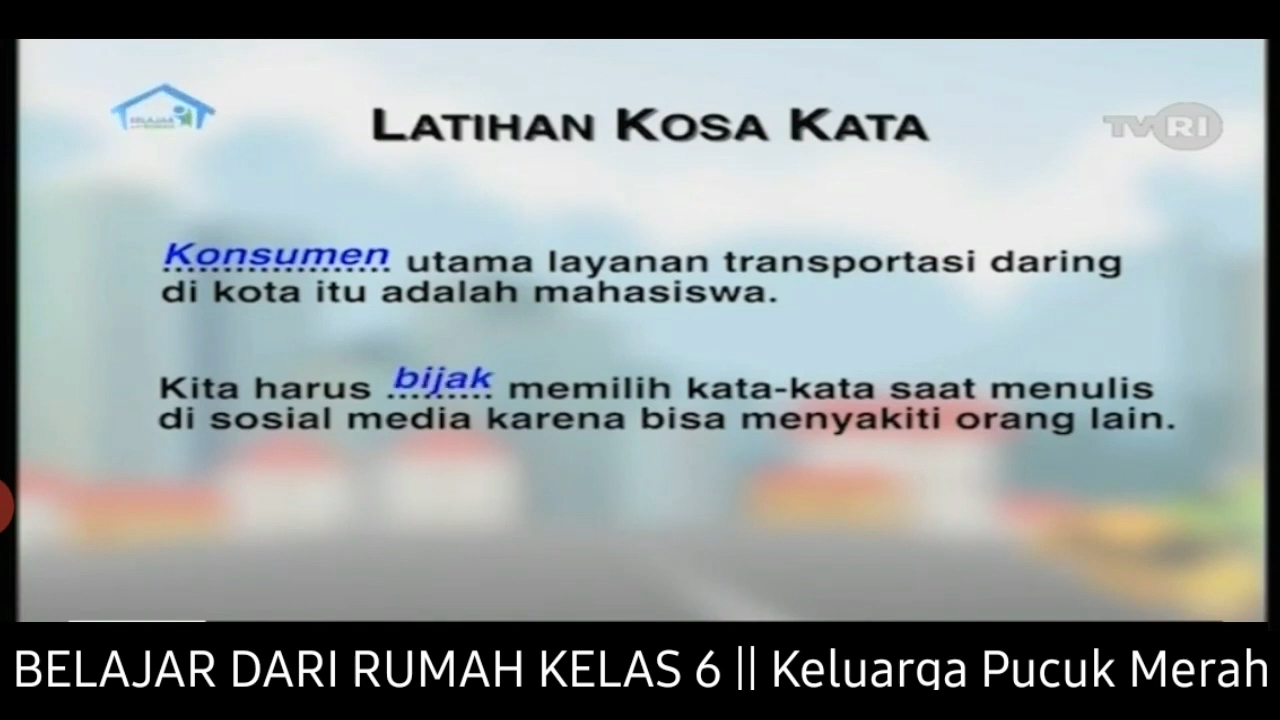 BELAJAR
LATIHAN KOSA KATA
TVRI
Konsumen utama layanan transportasi daring
di kota itu adalah mahasiswa.
Kita harus bijak memilih kata-kata saat menulis
di sosial media karena bisa menyakiti orang lain.
BELAJAR DARI RUMAH KELAS 6 || Keluarga Pucuk Merah